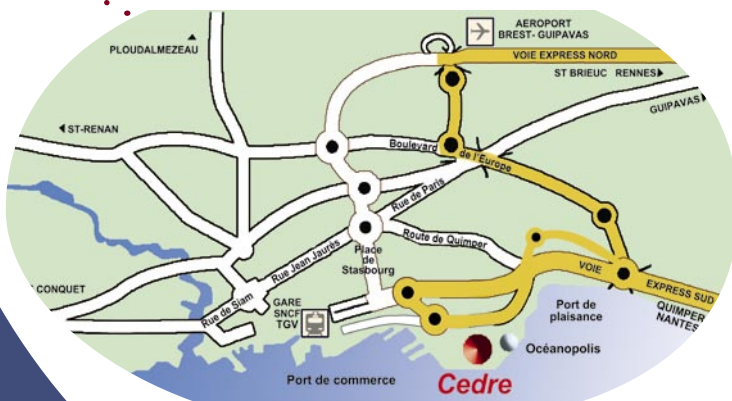 AEROPORT
BREST- GUIPAVAS
PLOUDALMEZEAU
VOIE EXPRESS NORD
ST BRIEUC RENNES
GUIPAVAS
ST-RENAN
Boulevard
de l'Europe
Rue de Paris
Route de Quimper
Rue Jean Jaurès
Place
de
Stasbourg
VOIE
EXPRESS SUD
QUIMPER
NANTES
CONQUET
Rue de Siam
GARE
SNCF
TGV
Port de
plaisance
Océanopolis
Port de commerce
Cedre